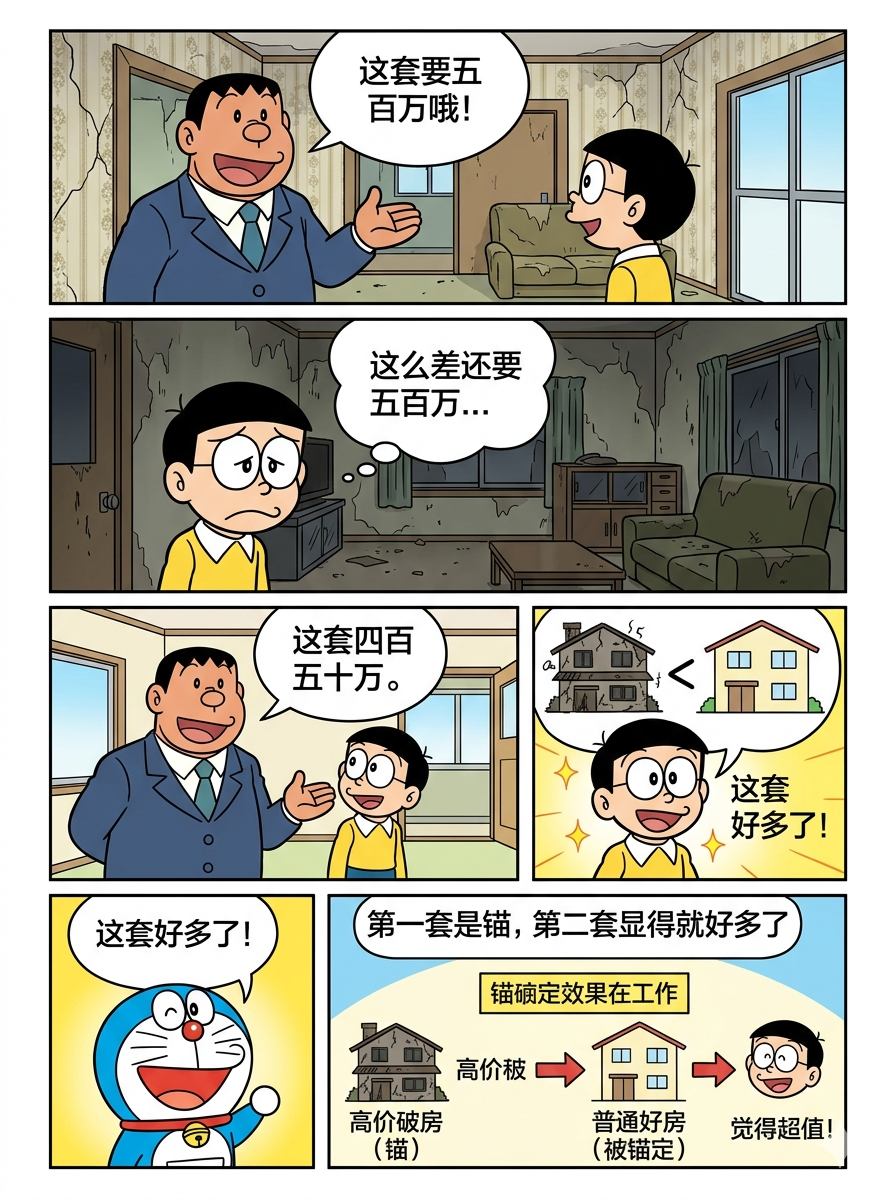 这套要五
百万哦！
这么差还要
五百万...
这套四百
五十万。
<
这套
好多了！
这套好多了！
第一套是锚，第二套显得就好多了
锚确定效果在工作
高价秛
高价破房
（锚）
普通好房
（被锚定）
觉得超值！